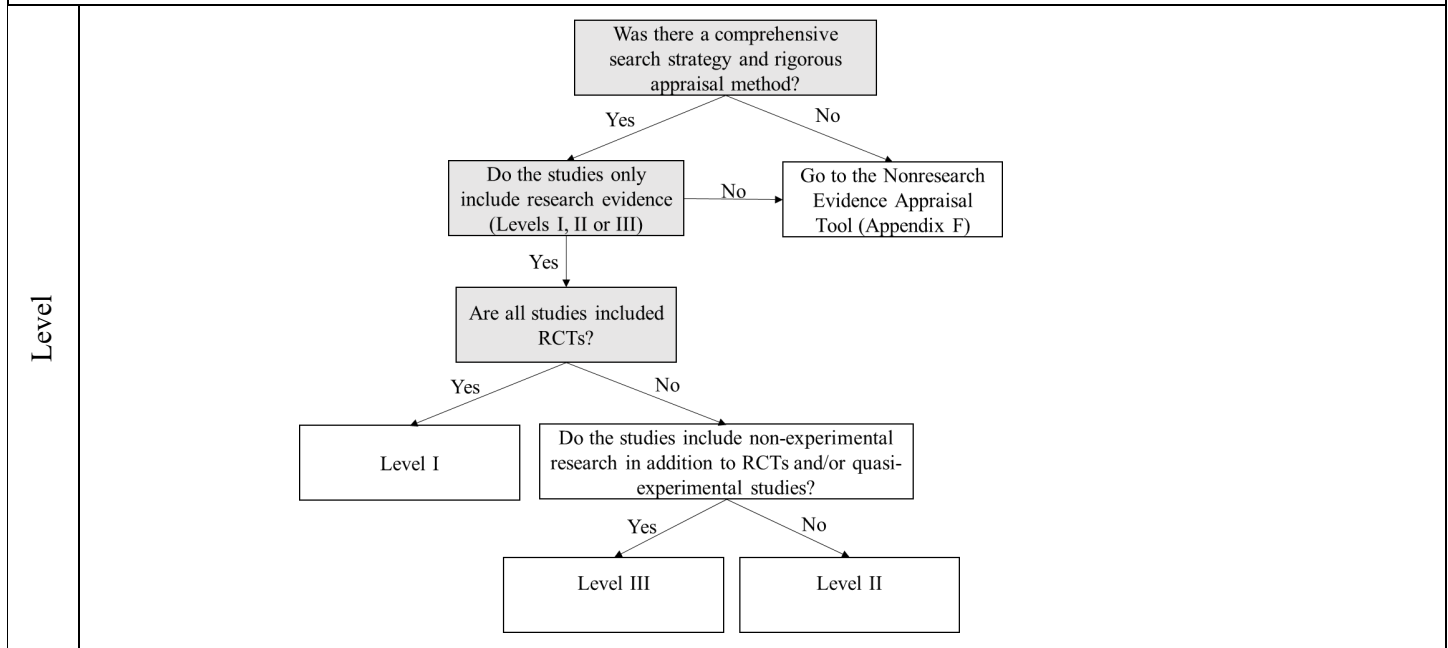 Was there a comprehensive
search strategy and rigorous
appraisal method?
Yes
No
Do the studies only
include research evidence
(Levels I, II or III)
No
Go to the Nonresearch
Evidence Appraisal
Tool (Appendix F)
Yes
Level
Are all studies included
RCTs?
Yes
No
Level I
Do the studies include non-experimental
research in addition to RCTs and/or quasi-
experimental studies?
Yes
No
Level III
Level II